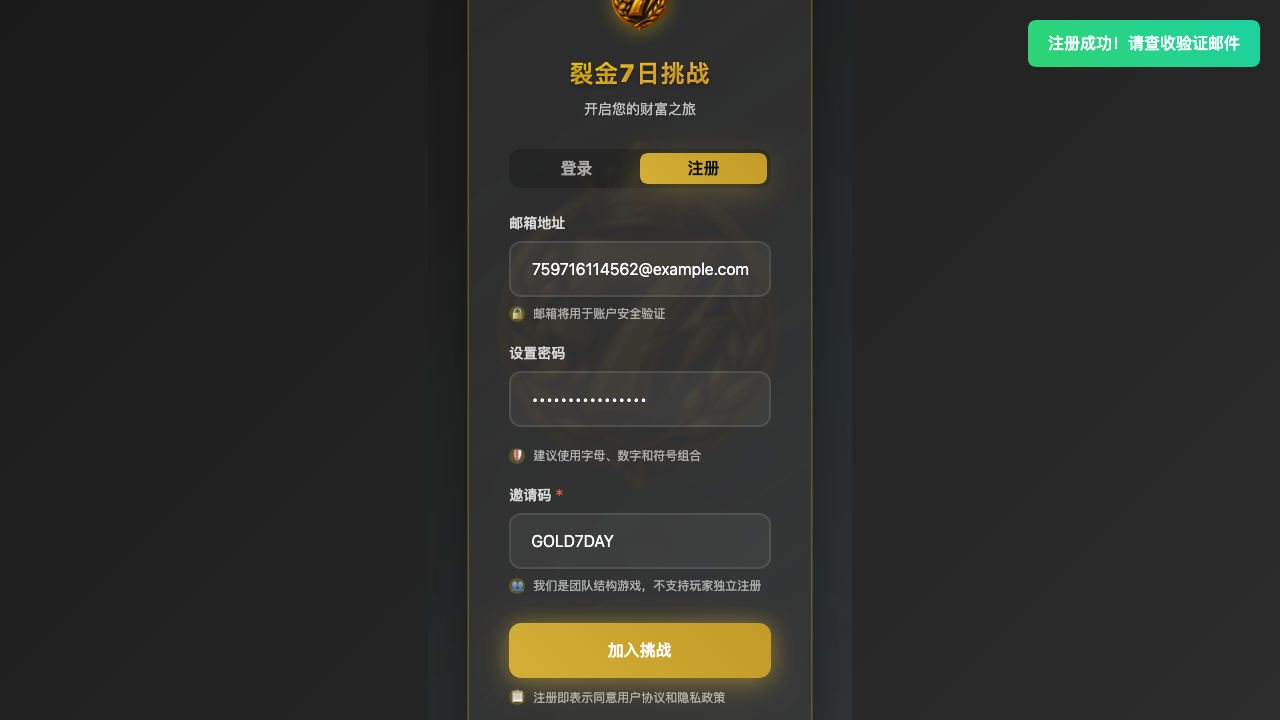 注册成功！请查收验证邮件
裂金7日挑战
开启您的财富之旅
登录
注册
邮箱地址
759716114562@example.com
邮箱将用于账户安全验证
设置密码
••••••••••••••••
建议使用字母、数字和符号组合
邀请码 *
GOLD7DAY
我们是团队结构游戏，不支持玩家独立注册
加入挑战
注册即表示同意用户协议和隐私政策